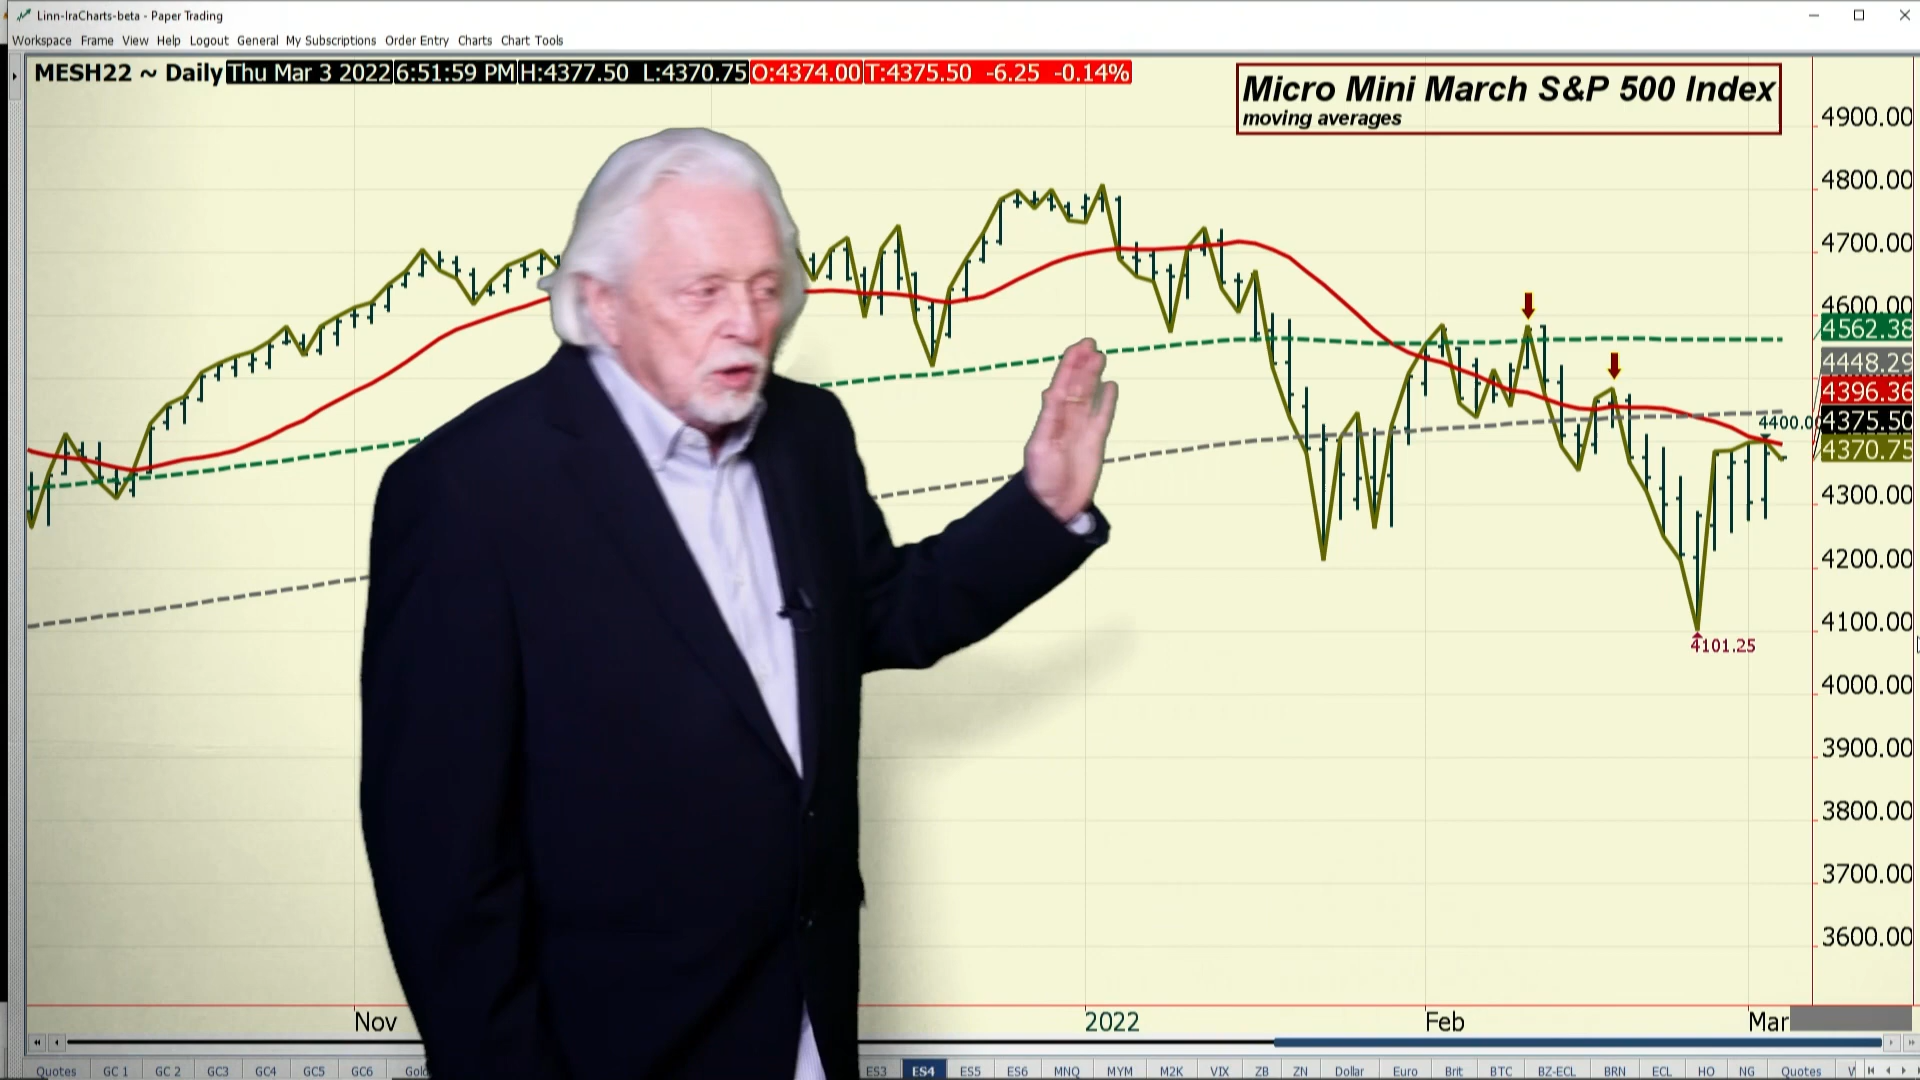 Linn-IraCharts-beta - Paper Trading
Workspace Frame View Help Logout General My Subscriptions Order Entry Charts Chart Tools
MESH22 ~ Daily Thu Mar 3 2022 6:51:59 PM H:4377.50 L:4370.75 O:4374.00 T:4375.50 -6.25 -0.14%
Micro Mini March S&P 500 Index
moving averages
4900.00
4800.00
4700.00
4600.00
4562.38
4448.29
4396.36
4400.00
4375.50
4370.75
4300.00
4200.00
4100.00
4101.25
4000.00
3900.00
3800.00
3700.00
3600.00
Nov 2022 Feb Mar
Quotes GC 1 GC 2 GC3 GC4 GC5 GC6 ES3 ES4 ES5 ES6 MNQ MYM M2K VIX ZB ZN Dollar Euro Brit BTC BZ-ECL BRN ECL HO NG Quotes